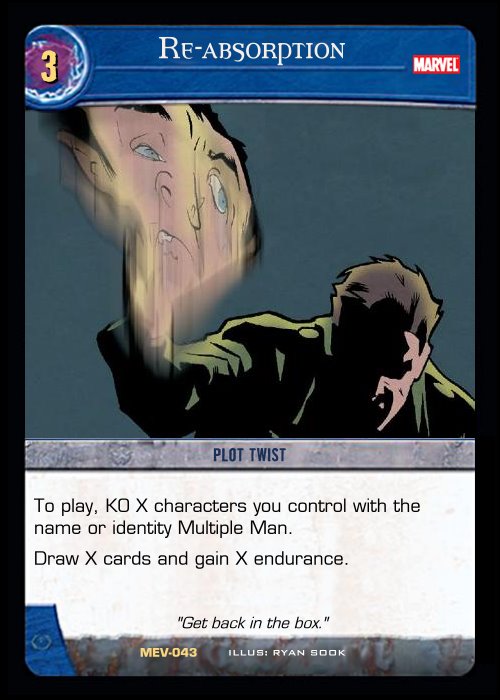 3
Re-absorption
MARVEL
PLOT TWIST
To play, KO X characters you control with the
name or identity Multiple Man.
Draw X cards and gain X endurance.
"Get back in the box."
MEV-043 ILLUS: RYAN SOOK